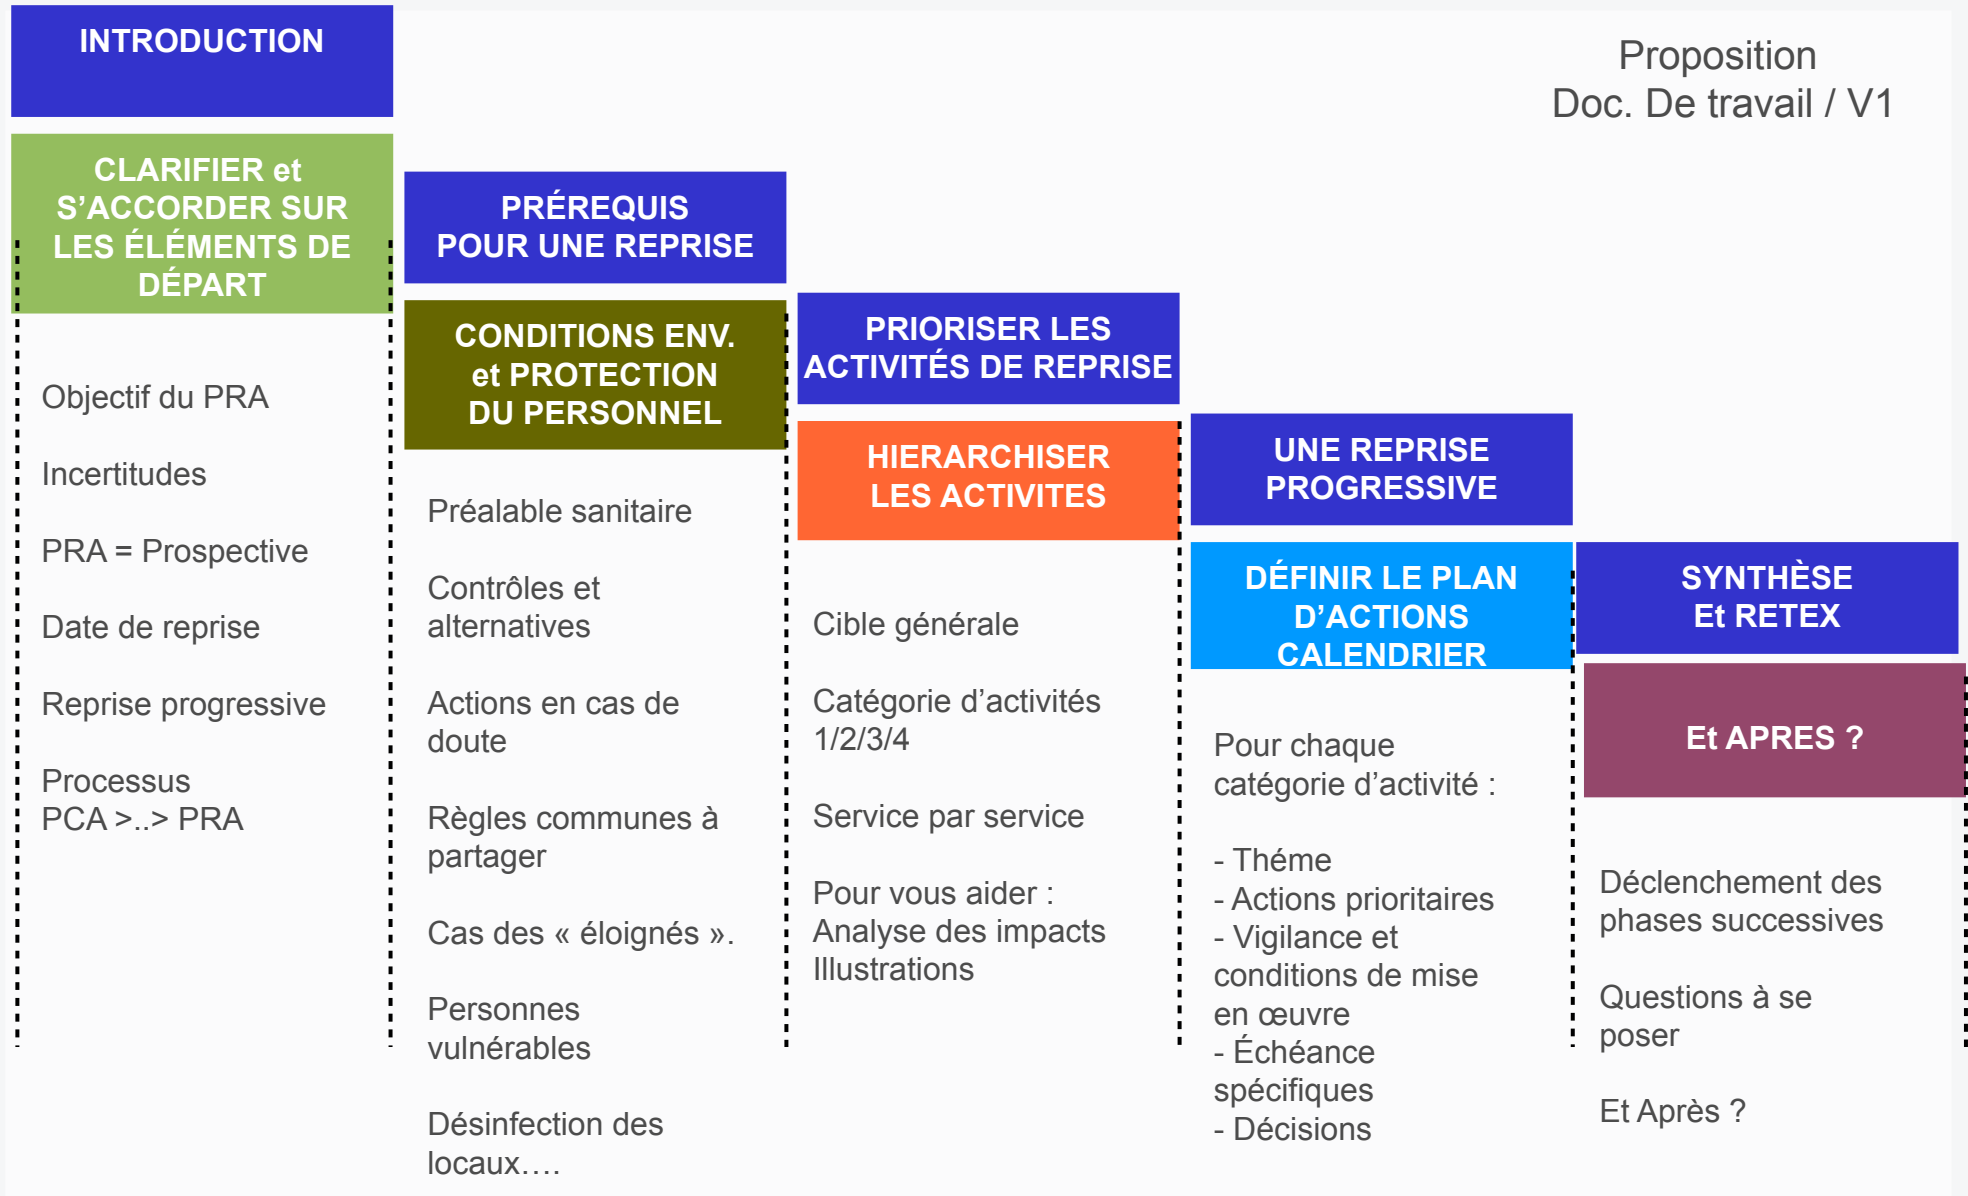 INTRODUCTION
Proposition
Doc. De travail / V1
CLARIFIER et
S’ACCORDER SUR
LES ÉLÉMENTS DE
DÉPART
Objectif du PRA
Incertitudes
PRA = Prospective
Date de reprise
Reprise progressive
Processus
PCA >..> PRA
PRÉREQUIS
POUR UNE REPRISE
CONDITIONS ENV.
et PROTECTION
DU PERSONNEL
Préalable sanitaire
Contrôles et
alternatives
Actions en cas de
doute
Règles communes à
partager
Cas des « éloignés ».
Personnes
vulnérables
Désinfection des
locaux….
PRIORISER LES
ACTIVITÉS DE REPRISE
HIERARCHISER
LES ACTIVITES
Cible générale
Catégorie d’activités
1/2/3/4
Service par service
Pour vous aider :
Analyse des impacts
Illustrations
UNE REPRISE
PROGRESSIVE
DÉFINIR LE PLAN
D’ACTIONS
CALENDRIER
Pour chaque
catégorie d’activité :
- Théme
- Actions prioritaires
- Vigilance et
conditions de mise
en œuvre
- Échéance
spécifiques
- Décisions
SYNTHÈSE
Et RETEX
Et APRES ?
Déclenchement des
phases successives
Questions à se
poser
Et Après ?